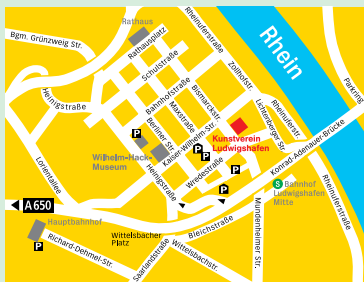 Rathaus
Rheinuferstraße
Bgm. Grünzweig Str.
Rathausplatz
Rhein
Schulstraße
Zollhofstr.
Parkring
Heinigstraße
Bahnhofstraße
Bismarckstr.
Maxstraße
Lichtenberger Str.
Rheinuferstr.
Berliner Str.
Kaiser-Wilhelm-Str.
Kunstverein
Ludwigshafen
Konrad-Adenauer-Brücke
P
P
P
P
P
Wilhelm-Hack-
Museum
Wredestraße
Lorientallee
Heinigstraße
S Bahnhof
Ludwigshafen-
Mitte
Rheinuferstraße
A 650
Hauptbahnhof
P
Wittelsbacher
Platz
Bleichstraße
Mundenheimer Str.
Richard-Dehmel-Str.
Saarlandstraße
Wittelsbachstr.